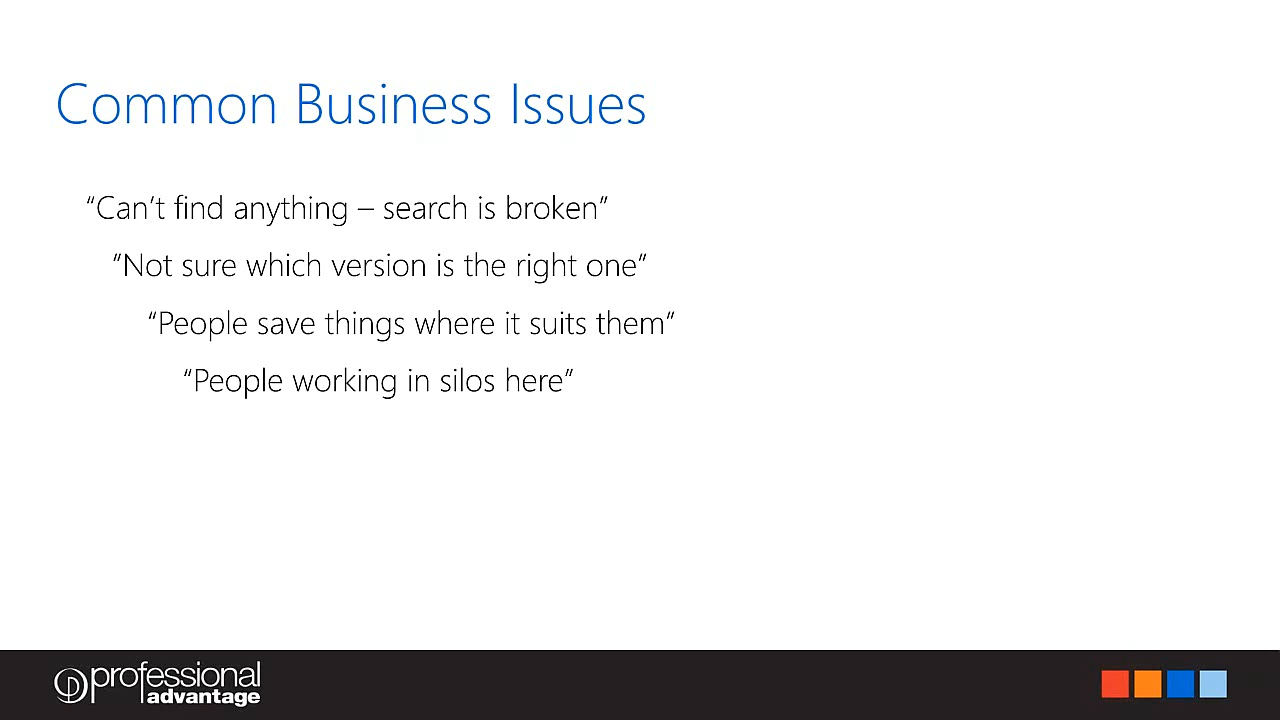 Common Business Issues
“Can’t find anything – search is broken”
“Not sure which version is the right one”
“People save things where it suits them”
“People working in silos here”
professional
advantage